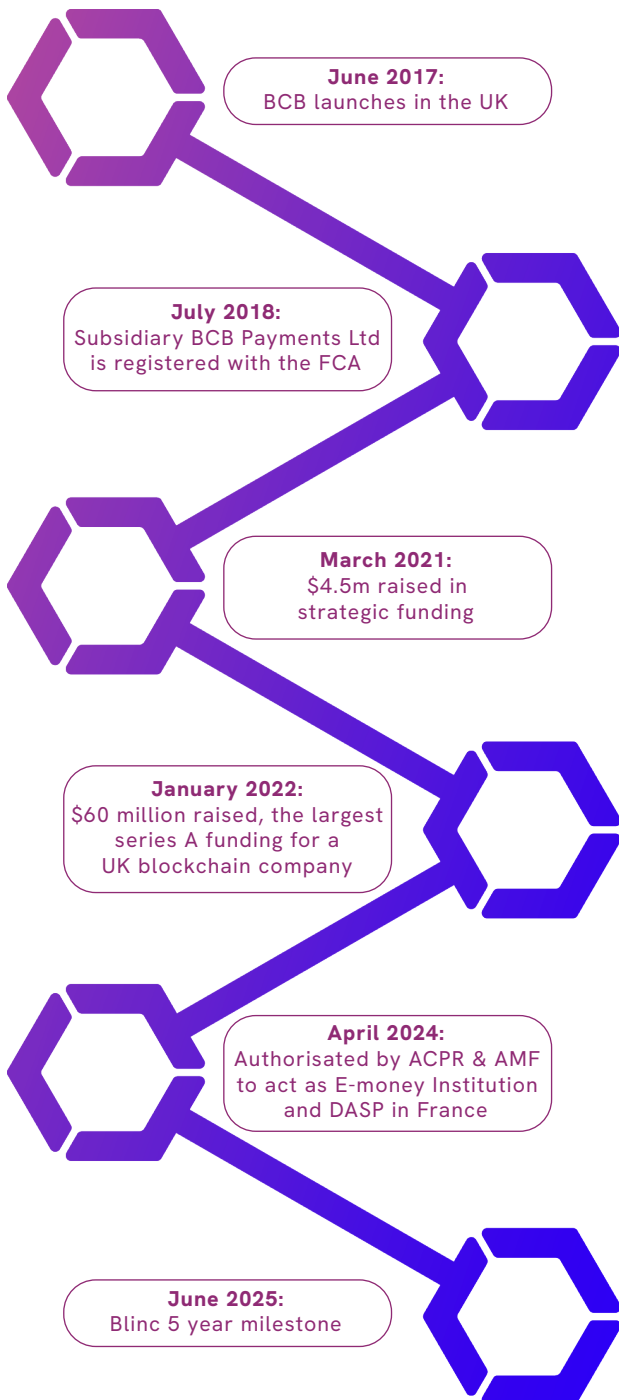 June 2017:
BCB launches in the UK
July 2018:
Subsidiary BCB Payments Ltd
is registered with the FCA
March 2021:
$4.5m raised in
strategic funding
January 2022:
$60 million raised, the largest
series A funding for a
UK blockchain company
April 2024:
Authorisated by ACPR & AMF
to act as E-money Institution
and DASP in France
June 2025:
Blinc 5 year milestone